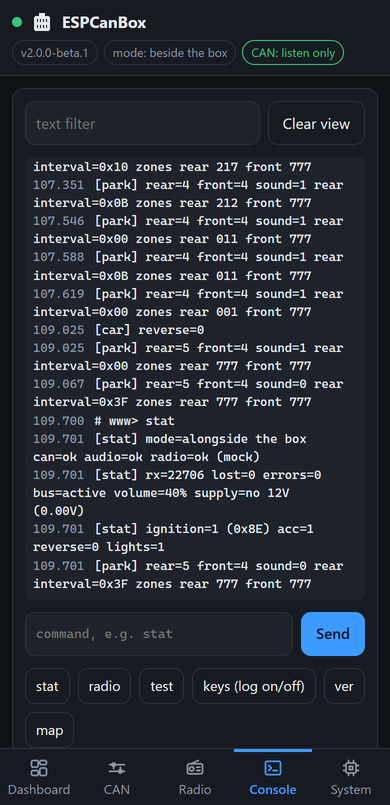 ESPCanBox
v2.0.0-beta.1
mode: beside the box
CAN: listen only
text filter
Clear view
interval=0x10 zones rear 217 front 777
107.351 [park] rear=4 front=4 sound=1 rear
interval=0x0B zones rear 212 front 777
107.546 [park] rear=4 front=4 sound=1 rear
interval=0x00 zones rear 011 front 777
107.588 [park] rear=4 front=4 sound=1 rear
interval=0x0B zones rear 011 front 777
107.619 [park] rear=4 front=4 sound=1 rear
interval=0x00 zones rear 001 front 777
109.025 [car] reverse=0
109.025 [park] rear=5 front=4 sound=1 rear
interval=0x00 zones rear 777 front 777
109.067 [park] rear=5 front=4 sound=0 rear
interval=0x3F zones rear 777 front 777
109.700 # www> stat
109.701 [stat] mode=alongside the box
can=ok audio=ok radio=ok (mock)
109.701 [stat] rx=22706 lost=0 errors=0
bus=active volume=40% supply=no 12V
(0.00V)
109.701 [stat] ignition=1 (0x8E) acc=1
reverse=0 lights=1
109.701 [park] rear=5 front=4 sound=0 rear
interval=0x3F zones rear 777 front 777
command, e.g. stat
Send
stat
radio
test
keys (log on/off)
ver
map
Dashboard
CAN
Radio
Console
System